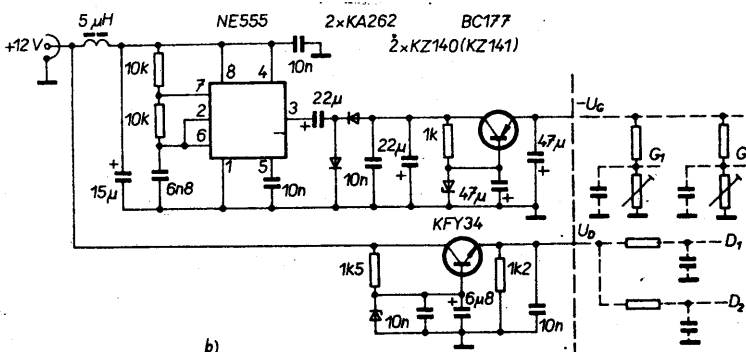 5 μH
NE555
2×KA262
BC177
2×KZ140(KZ141)
+12 V
10k
8
4
10n
7
10k
2
6
3
22μ
1
5
15μ
6n8
10n
10n
22μ
1k
47μ
47μ
-U_G
G₁
G
KFY34
U_D
1k5
1k2
10n
6μ8
10n
D₁
D₂
b)
+
+
+
+
+
+